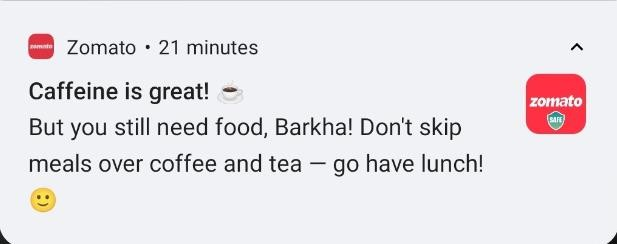 zomato Zomato • 21 minutes
Caffeine is great! ☕
But you still need food, Barkha! Don't skip
meals over coffee and tea — go have lunch!
🙂
zomato
SAFE